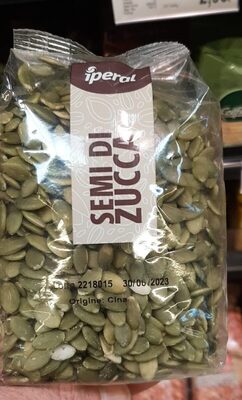 iperal
SEMI DI
ZUCCA
2218015 30/06/2023
Origine: Cina